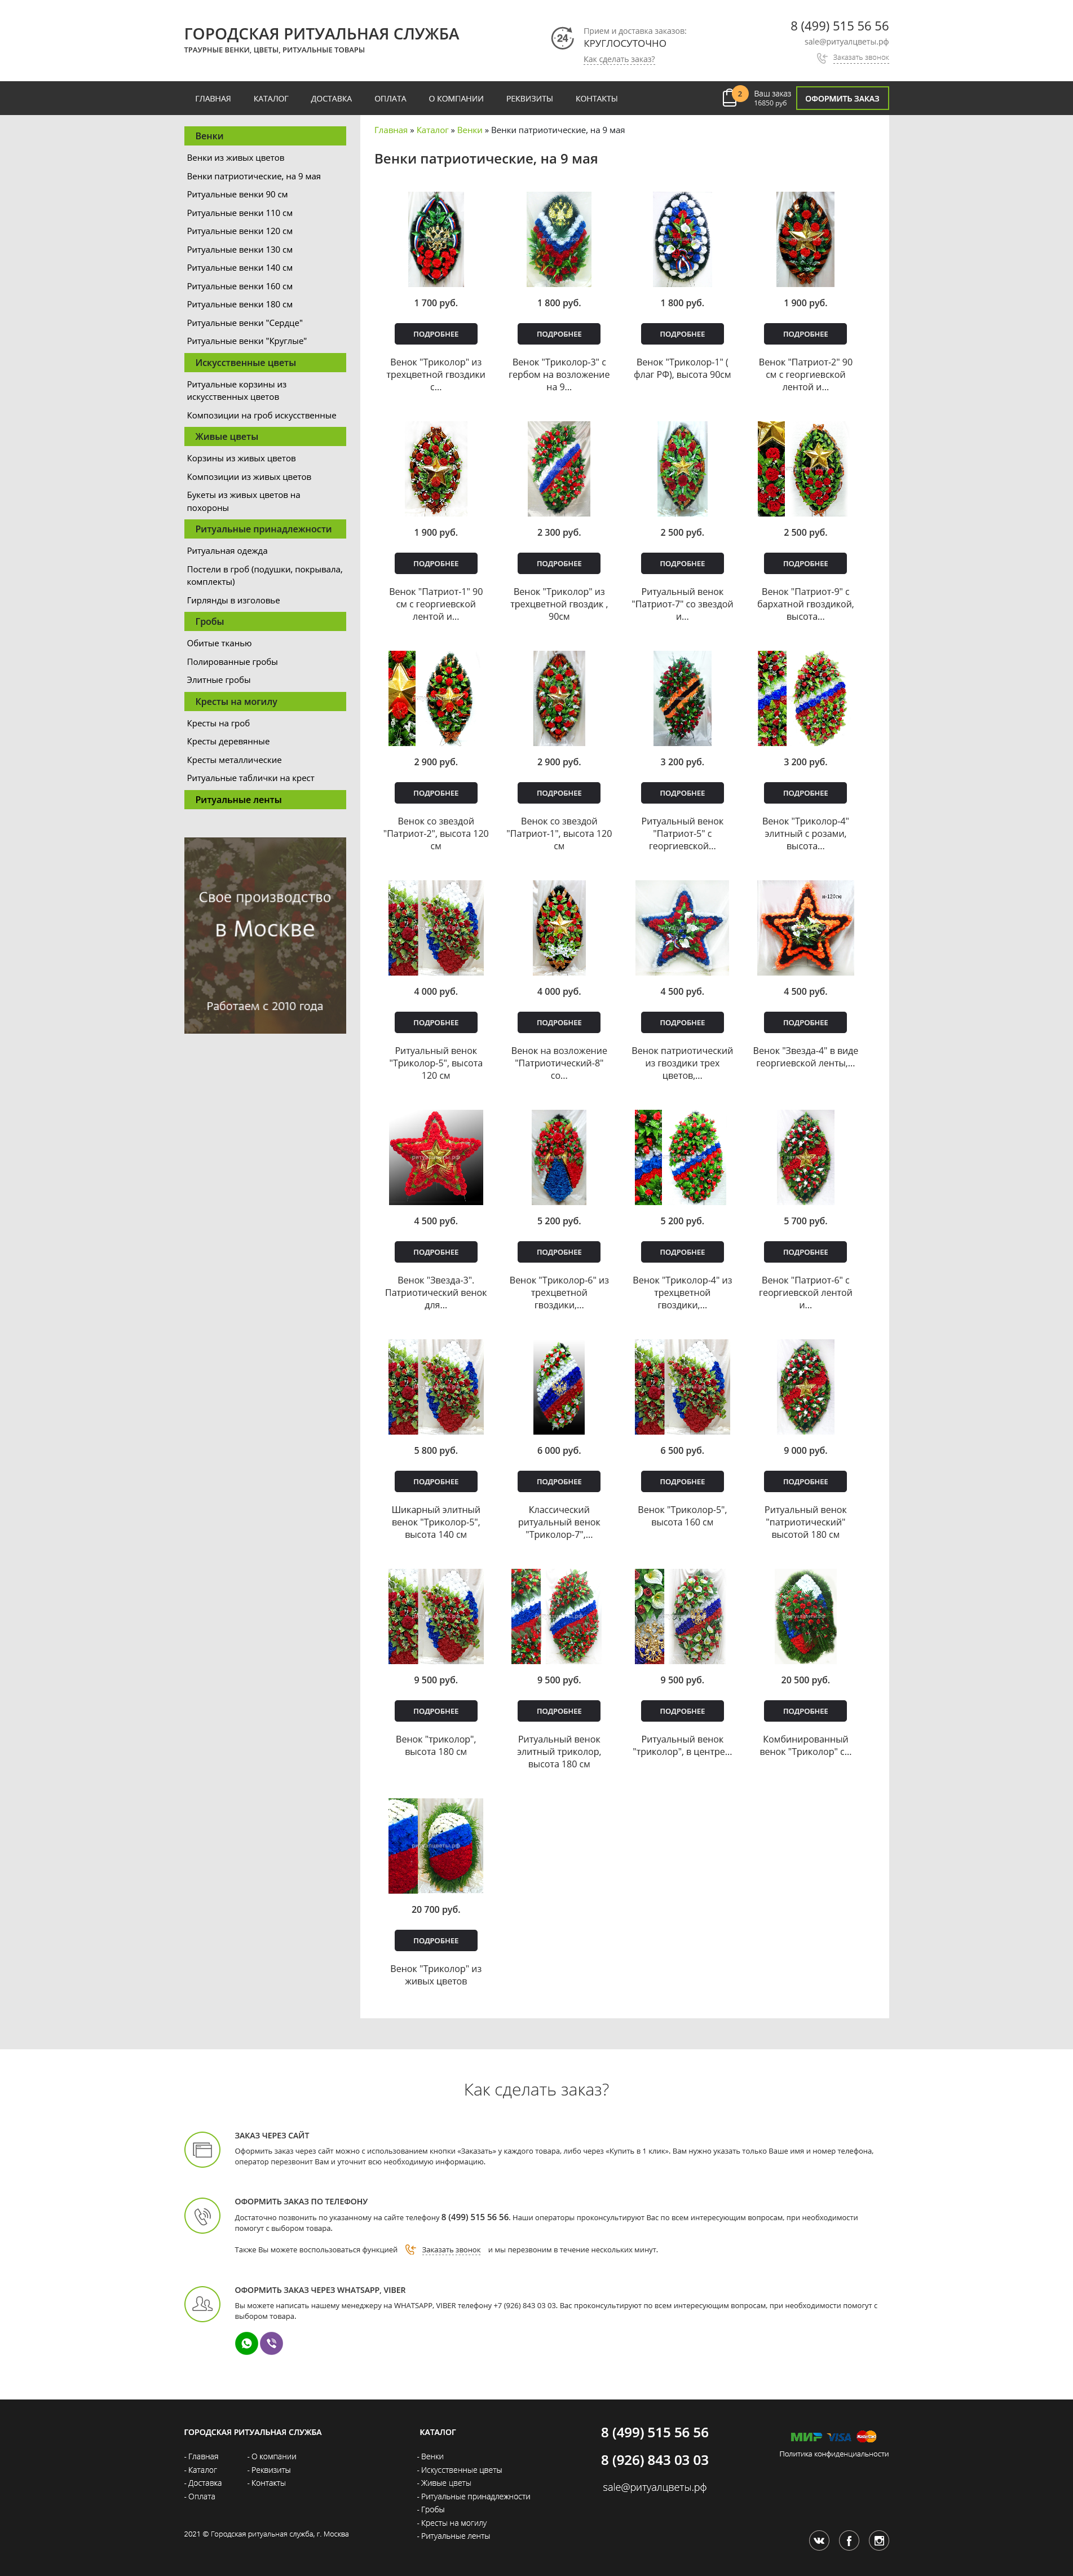 ГОРОДСКАЯ РИТУАЛЬНАЯ СЛУЖБА
ТРАУРНЫЕ ВЕНКИ, ЦВЕТЫ, РИТУАЛЬНЫЕ ТОВАРЫ
24
Прием и доставка заказов:
КРУГЛОСУТОЧНО
Как сделать заказ?
8 (499) 515 56 56
sale@ритуалцветы.рф
Заказать звонок
ГЛАВНАЯ КАТАЛОГ ДОСТАВКА ОПЛАТА О КОМПАНИИ РЕКВИЗИТЫ КОНТАКТЫ
2
Ваш заказ
16850 руб
ОФОРМИТЬ ЗАКАЗ
Венки
Венки из живых цветов
Венки патриотические, на 9 мая
Ритуальные венки 90 см
Ритуальные венки 110 см
Ритуальные венки 120 см
Ритуальные венки 130 см
Ритуальные венки 140 см
Ритуальные венки 160 см
Ритуальные венки 180 см
Ритуальные венки "Сердце"
Ритуальные венки "Круглые"
Искусственные цветы
Ритуальные корзины из
искусственных цветов
Композиции на гроб искусственные
Живые цветы
Корзины из живых цветов
Композиции из живых цветов
Букеты из живых цветов на
похороны
Ритуальные принадлежности
Ритуальная одежда
Постели в гроб (подушки, покрывала,
комплекты)
Гирлянды в изголовье
Гробы
Обитые тканью
Полированные гробы
Элитные гробы
Кресты на могилу
Кресты на гроб
Кресты деревянные
Кресты металлические
Ритуальные таблички на крест
Ритуальные ленты
Свое производство
в Москве
Работаем с 2010 года
Главная » Каталог » Венки » Венки патриотические, на 9 мая
Венки патриотические, на 9 мая
1 700 руб.
ПОДРОБНЕЕ
Венок "Триколор" из
трехцветной гвоздики
с...
1 800 руб.
ПОДРОБНЕЕ
Венок "Триколор-3" с
гербом на возложение
на 9...
1 800 руб.
ПОДРОБНЕЕ
Венок "Триколор-1" (
флаг РФ), высота 90см
1 900 руб.
ПОДРОБНЕЕ
Венок "Патриот-2" 90
см с георгиевской
лентой и...
1 900 руб.
ПОДРОБНЕЕ
Венок "Патриот-1" 90
см с георгиевской
лентой и...
2 300 руб.
ПОДРОБНЕЕ
Венок "Триколор" из
трехцветной гвоздик ,
90см
2 500 руб.
ПОДРОБНЕЕ
Ритуальный венок
"Патриот-7" со звездой
и...
2 500 руб.
ПОДРОБНЕЕ
Венок "Патриот-9" с
бархатной гвоздикой,
высота...
2 900 руб.
ПОДРОБНЕЕ
Венок со звездой
"Патриот-2", высота 120
см
2 900 руб.
ПОДРОБНЕЕ
Венок со звездой
"Патриот-1", высота 120
см
3 200 руб.
ПОДРОБНЕЕ
Ритуальный венок
"Патриот-5" с
георгиевской...
3 200 руб.
ПОДРОБНЕЕ
Венок "Триколор-4"
элитный с розами,
высота...
4 000 руб.
ПОДРОБНЕЕ
Ритуальный венок
"Триколор-5", высота
120 см
4 000 руб.
ПОДРОБНЕЕ
Венок на возложение
"Патриотический-8"
со...
4 500 руб.
ПОДРОБНЕЕ
Венок патриотический
из гвоздики трех
цветов,...
н-120см
4 500 руб.
ПОДРОБНЕЕ
Венок "Звезда-4" в виде
георгиевской ленты,...
ритуалцветы.рф
4 500 руб.
ПОДРОБНЕЕ
Венок "Звезда-3".
Патриотический венок
для...
5 200 руб.
ПОДРОБНЕЕ
Венок "Триколор-6" из
трехцветной
гвоздики,...
5 200 руб.
ПОДРОБНЕЕ
Венок "Триколор-4" из
трехцветной
гвоздики,...
5 700 руб.
ПОДРОБНЕЕ
Венок "Патриот-6" с
георгиевской лентой
и...
5 800 руб.
ПОДРОБНЕЕ
Шикарный элитный
венок "Триколор-5",
высота 140 см
6 000 руб.
ПОДРОБНЕЕ
Классический
ритуальный венок
"Триколор-7",...
6 500 руб.
ПОДРОБНЕЕ
Венок "Триколор-5",
высота 160 см
9 000 руб.
ПОДРОБНЕЕ
Ритуальный венок
"патриотический"
высотой 180 см
9 500 руб.
ПОДРОБНЕЕ
Венок "триколор",
высота 180 см
9 500 руб.
ПОДРОБНЕЕ
Ритуальный венок
элитный триколор,
высота 180 см
9 500 руб.
ПОДРОБНЕЕ
Ритуальный венок
"триколор", в центре...
20 500 руб.
ПОДРОБНЕЕ
Комбинированный
венок "Триколор" с...
ритуалцветы.рф
20 700 руб.
ПОДРОБНЕЕ
Венок "Триколор" из
живых цветов
Как сделать заказ?
ЗАКАЗ ЧЕРЕЗ САЙТ
Оформить заказ через сайт можно с использованием кнопки «Заказать» у каждого товара, либо через «Купить в 1 клик». Вам нужно указать только Ваше имя и номер телефона,
оператор перезвонит Вам и уточнит всю необходимую информацию.
ОФОРМИТЬ ЗАКАЗ ПО ТЕЛЕФОНУ
Достаточно позвонить по указанному на сайте телефону 8 (499) 515 56 56. Наши операторы проконсультируют Вас по всем интересующим вопросам, при необходимости
помогут с выбором товара.
Также Вы можете воспользоваться функцией Заказать звонок и мы перезвоним в течение нескольких минут.
ОФОРМИТЬ ЗАКАЗ ЧЕРЕЗ WHATSAPP, VIBER
Вы можете написать нашему менеджеру на WHATSAPP, VIBER телефону +7 (926) 843 03 03. Вас проконсультируют по всем интересующим вопросам, при необходимости помогут с
выбором товара.
ГОРОДСКАЯ РИТУАЛЬНАЯ СЛУЖБА
- Главная
- Каталог
- Доставка
- Оплата
- О компании
- Реквизиты
- Контакты
2021 © Городская ритуальная служба, г. Москва
КАТАЛОГ
- Венки
- Искусственные цветы
- Живые цветы
- Ритуальные принадлежности
- Гробы
- Кресты на могилу
- Ритуальные ленты
8 (499) 515 56 56
8 (926) 843 03 03
sale@ритуалцветы.рф
МИР VISA
Политика конфиденциальности